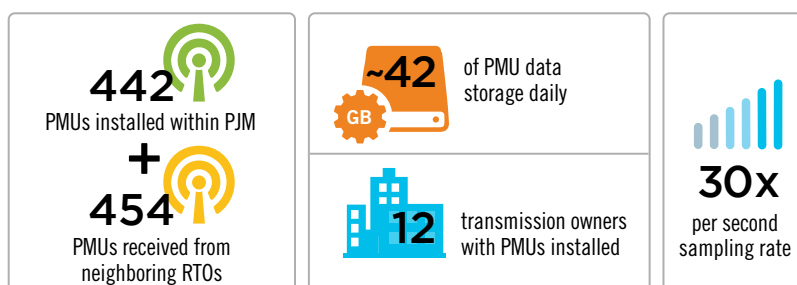 442
PMUs installed within PJM
+
454
PMUs received from
neighboring RTOs
~42
GB
of PMU data
storage daily
12
transmission owners
with PMUs installed
30x
per second
sampling rate